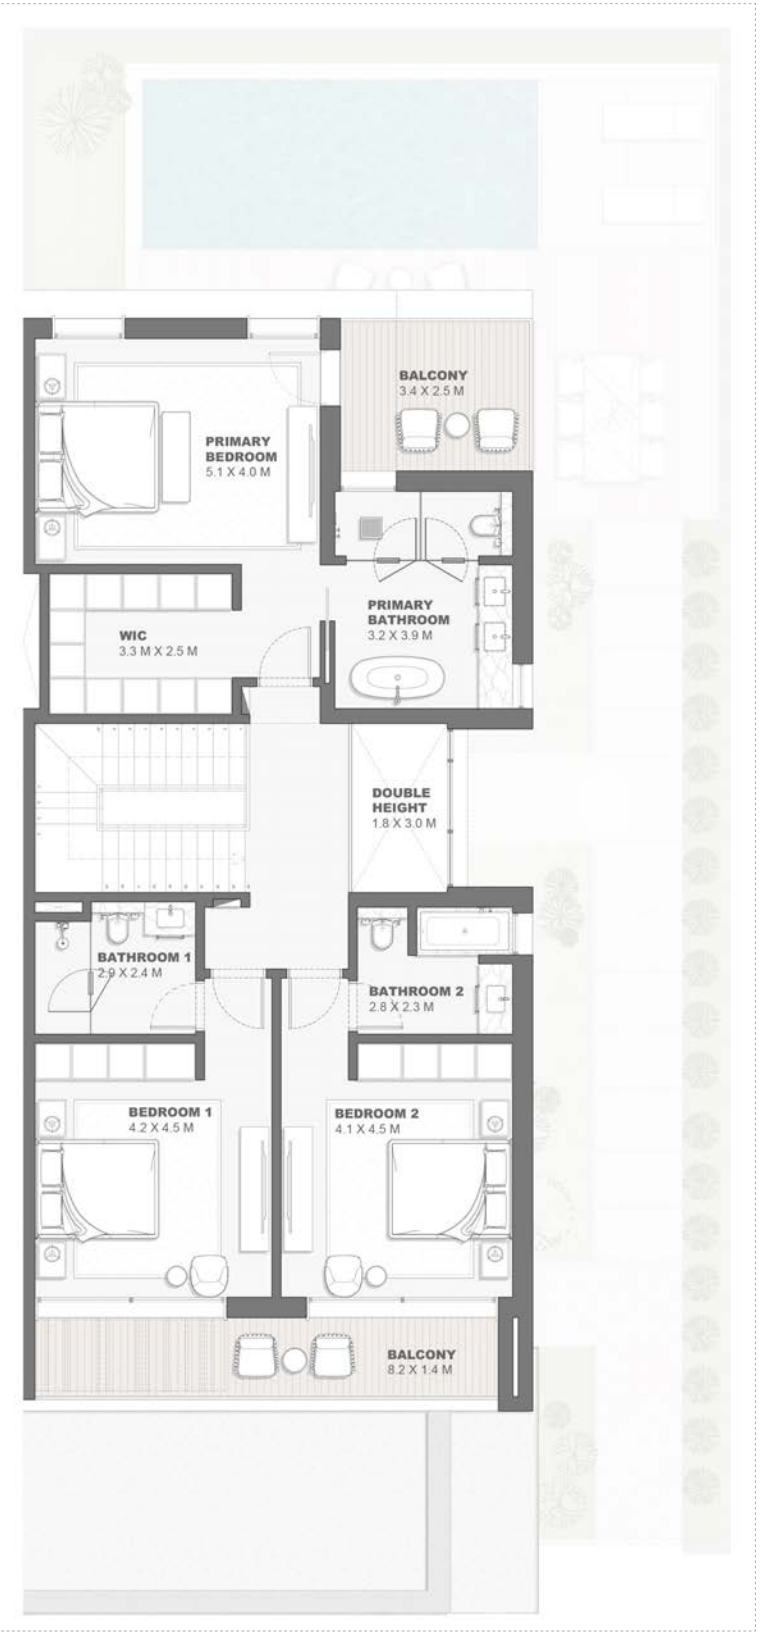 BALCONY
3.4 X 2.5 M
PRIMARY
BEDROOM
5.1 X 4.0 M
PRIMARY
BATHROOM
3.2 X 3.9 M
WIC
3.3 M X 2.5 M
DOUBLE
HEIGHT
1.8 X 3.0 M
BATHROOM 1
2.9 X 2.4 M
BATHROOM 2
2.8 X 2.3 M
BEDROOM 1
4.2 X 4.5 M
BEDROOM 2
4.1 X 4.5 M
BALCONY
8.2 X 1.4 M